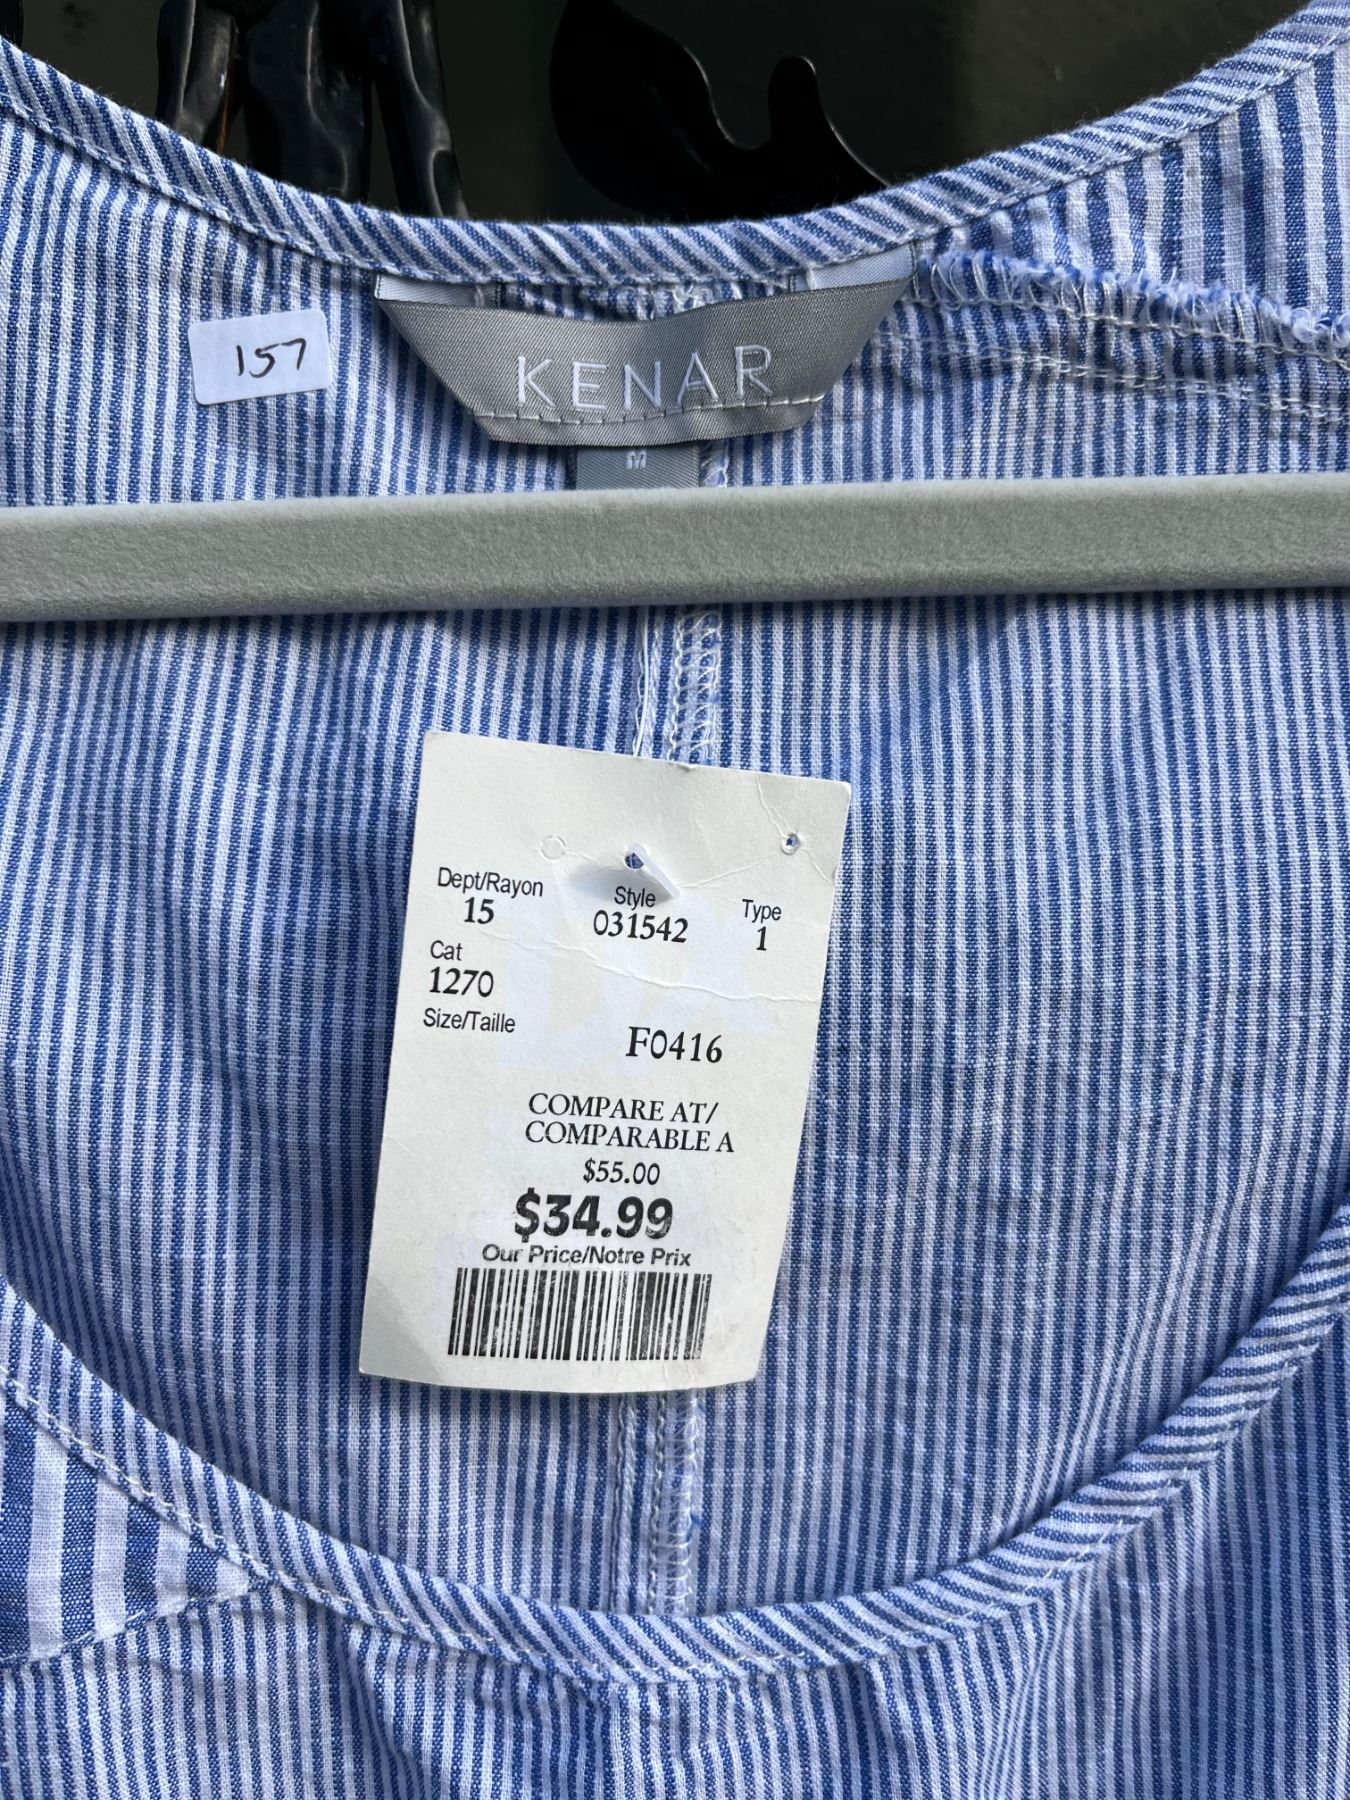 157
KENAR
M
Dept/Rayon Style Type
15 031542 1
Cat
1270
Size/Taille
F0416
COMPARE AT/
COMPARABLE A
$55.00
$34.99
Our Price/Notre Prix